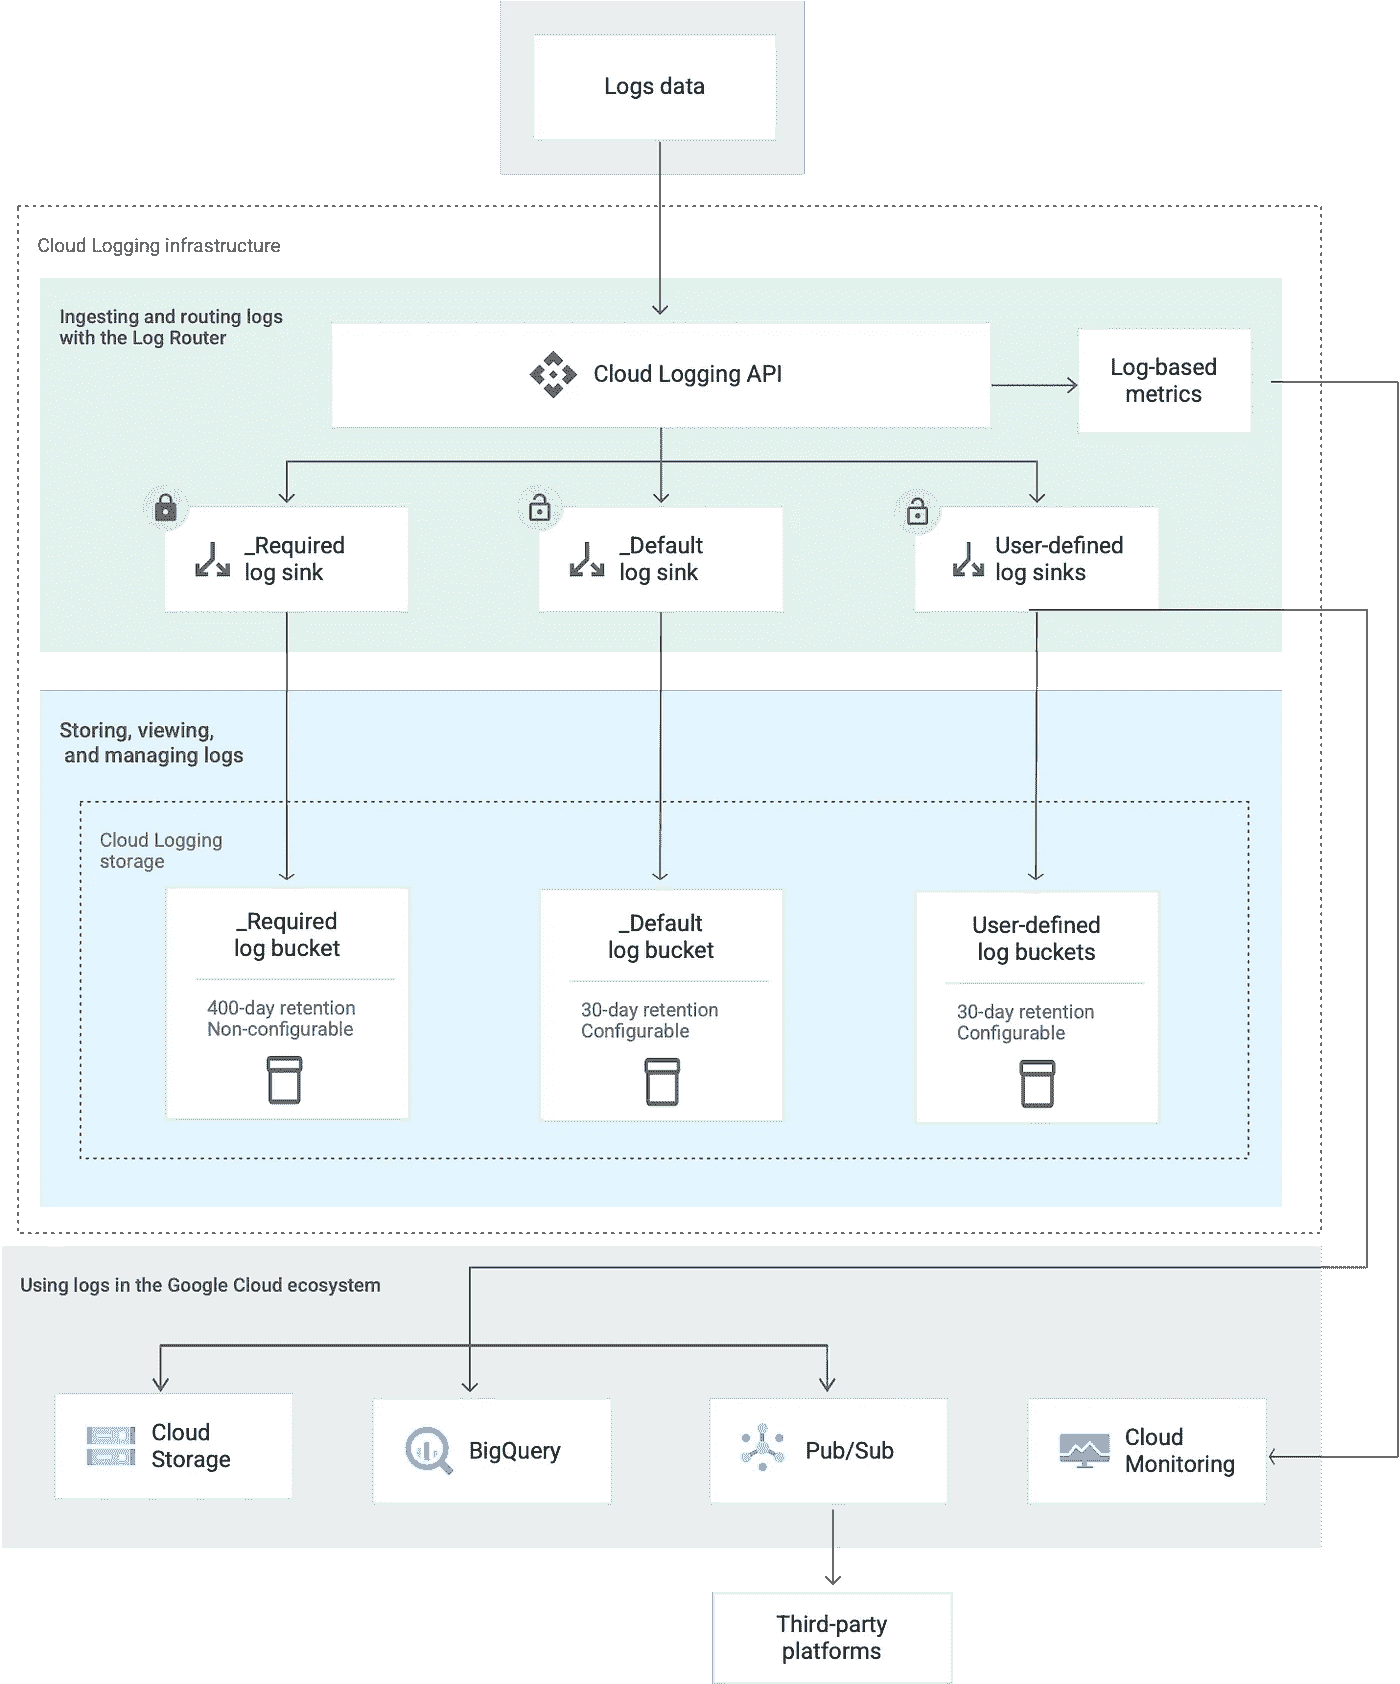 Logs data
Cloud Logging infrastructure
Ingesting and routing logs
with the Log Router
Cloud Logging API
Log-based
metrics
_Required
log sink
_Default
log sink
User-defined
log sinks
Storing, viewing,
and managing logs
Cloud Logging
storage
_Required
log bucket
400-day retention
Non-configurable
_Default
log bucket
30-day retention
Configurable
User-defined
log buckets
30-day retention
Configurable
Using logs in the Google Cloud ecosystem
Cloud
Storage
BigQuery
Pub/Sub
Cloud
Monitoring
Third-party
platforms